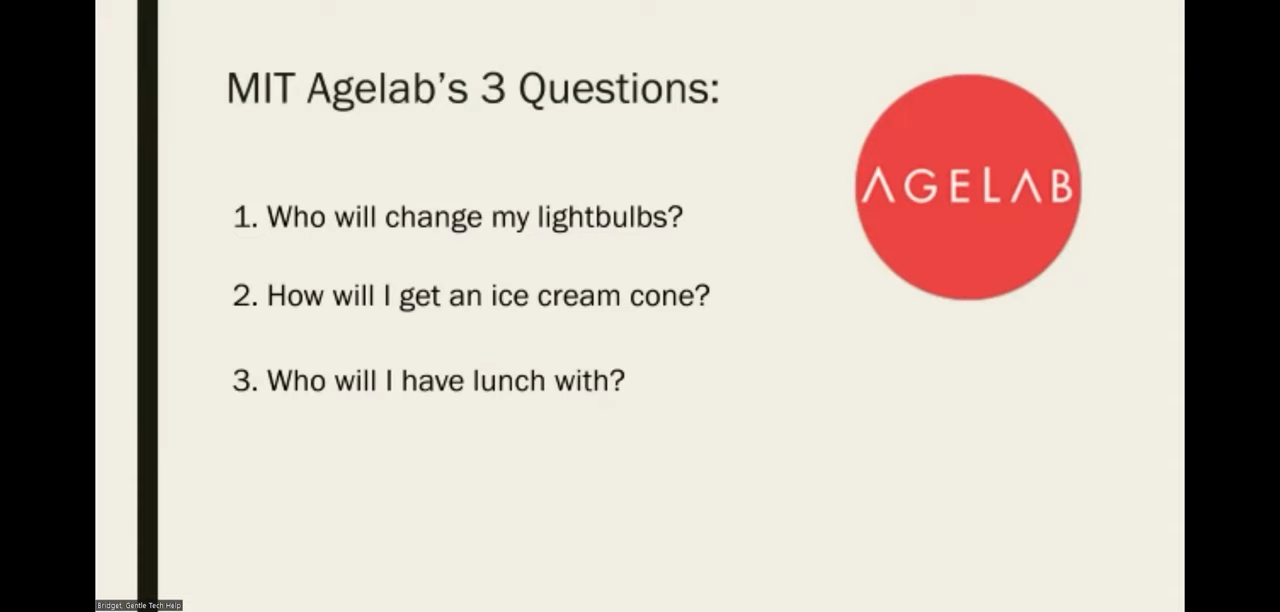 MIT Agelab’s 3 Questions:
AGELAB
1. Who will change my lightbulbs?
2. How will I get an ice cream cone?
3. Who will I have lunch with?
Bridget, Gentle Tech Help